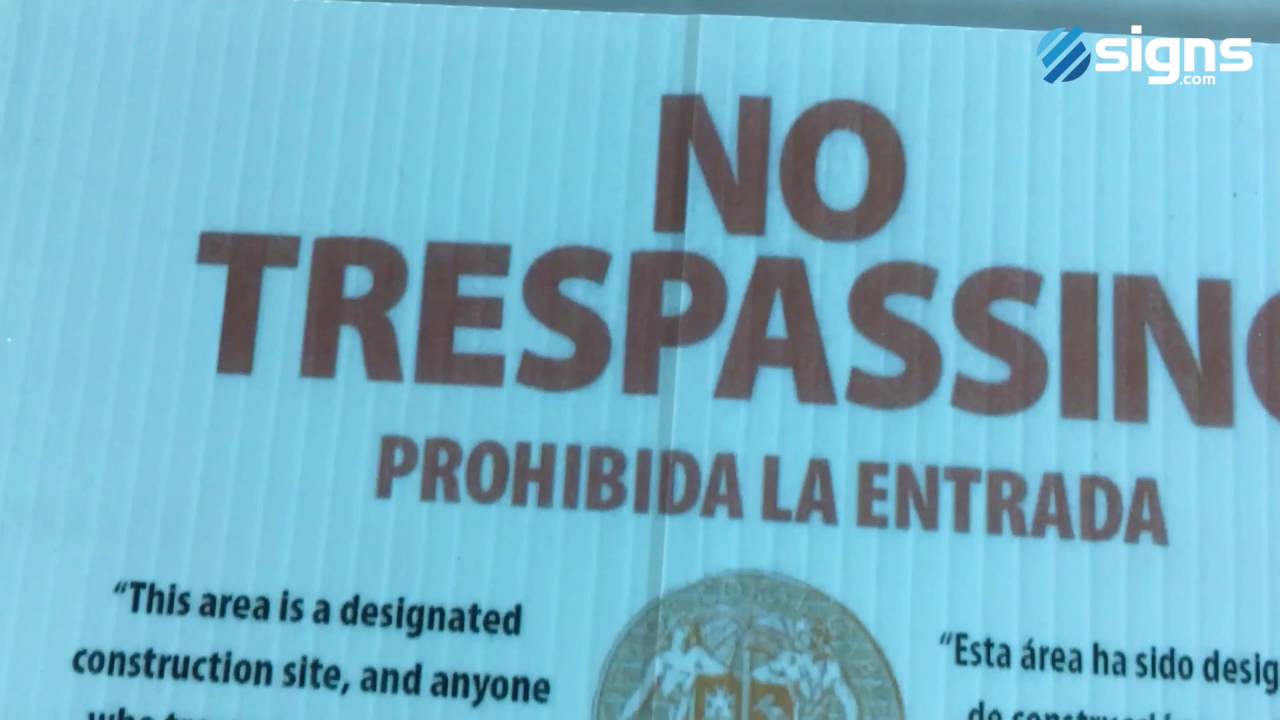 signs
.com
NO
TRESPASSING
PROHIBIDA LA ENTRADA
“This area is a designated
construction site, and anyone
“Esta área ha sido desig